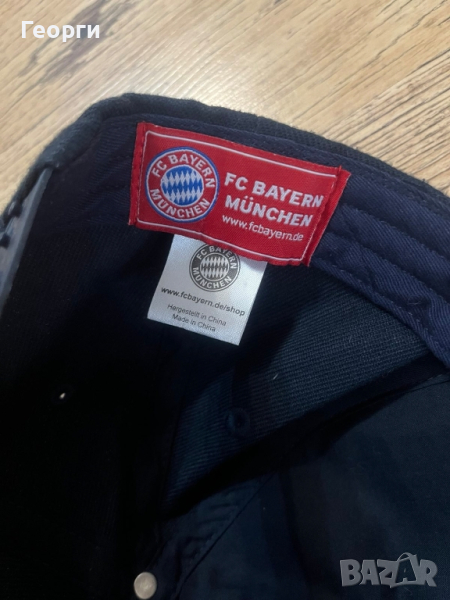 Георги
FC BAYERN
MÜNCHEN
FC BAYERN
MÜNCHEN
www.fcbayern.de
FC BAYERN
MÜNCHEN
www.fcbayern.de/shop
Hergestellt in China
Made in China
BAZAR